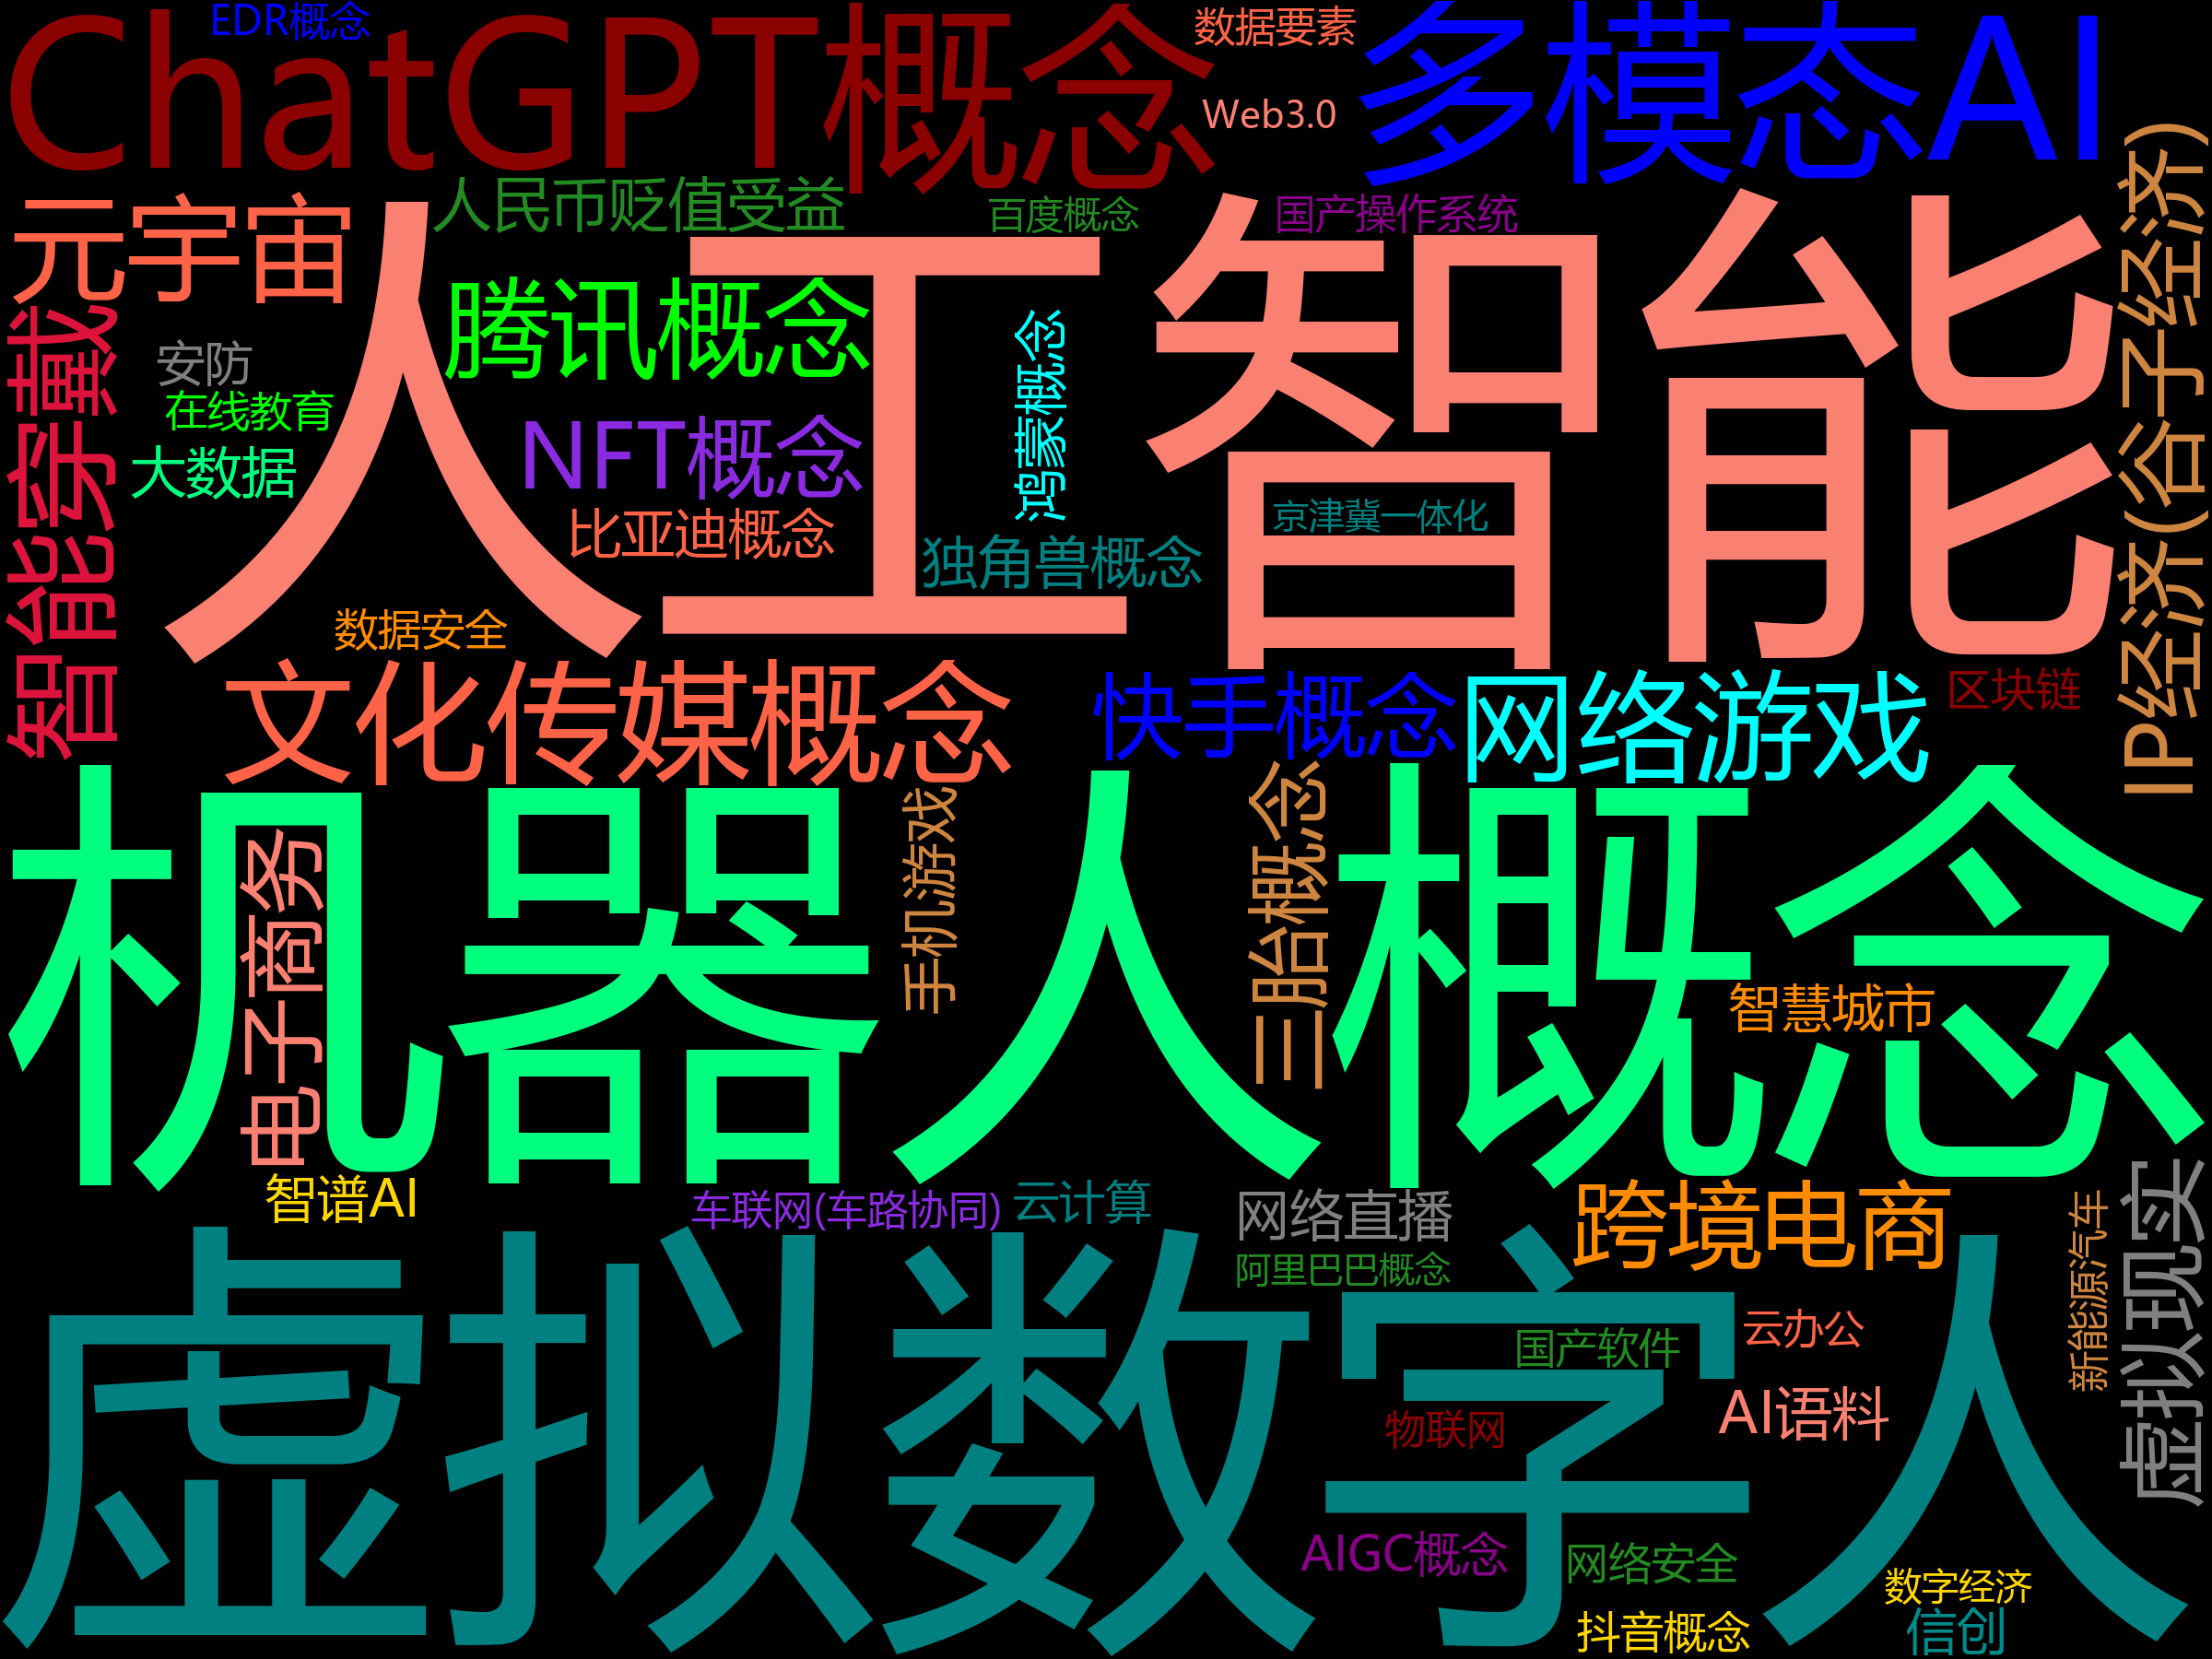 EDR概念
ChatGPT概念
数据要素
Web3.0
多模态AI
元宇宙
人民币贬值受益
百度概念
国产操作系统
IP经济(谷子经济)
人工智能
腾讯概念
鸿蒙概念
智能穿戴
安防
在线教育
大数据
NFT概念
比亚迪概念
独角兽概念
京津冀一体化
数据安全
文化传媒概念
快手概念
网络游戏
区块链
机器人概念
电子商务
手机游戏
三胎概念
智慧城市
智谱AI
车联网(车路协同)
云计算
网络直播
跨境电商
阿里巴巴概念
新能源汽车
虚拟现实
虚拟数字人
国产软件
云办公
物联网
AI语料
AIGC概念
网络安全
数字经济
抖音概念
信创